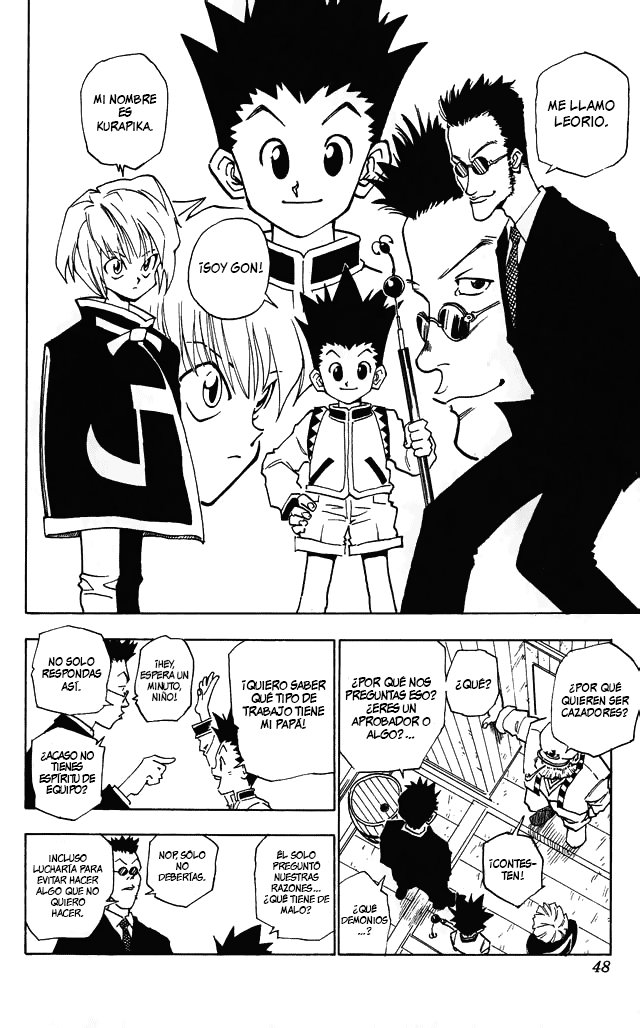 ME LLAMO
LEORIO.
¡SOY GON!
MI NOMBRE
ES
KURAPIKA.
¿POR QUÉ
QUIEREN SER
CAZADORES?
¿QUÉ?
¿POR QUÉ NOS
PREGUNTAS ESO?
¿ERES UN
APROBADOR O
ALGO?...
¡CONTES-
TEN!
¿QUÉ
DEMONIOS
...?
¡QUIERO SABER
QUÉ TIPO DE
TRABAJO TIENE
MI PAPÁ!
¡HEY,
ESPERA UN
MINUTO,
NIÑO!
NO SOLO
RESPONDAS
ASÍ.
¿ACASO NO
TIENES
ESPÍRITU DE
EQUIPO?
ÉL SOLO
PREGUNTÓ
NUESTRAS
RAZONES...
¿QUÉ TIENE DE
MALO?
NOP, SÓLO
NO
DEBERÍAS.
INCLUSO
LUCHARÍA PARA
EVITAR HACER
ALGO QUE NO
QUIERO
HACER.
48